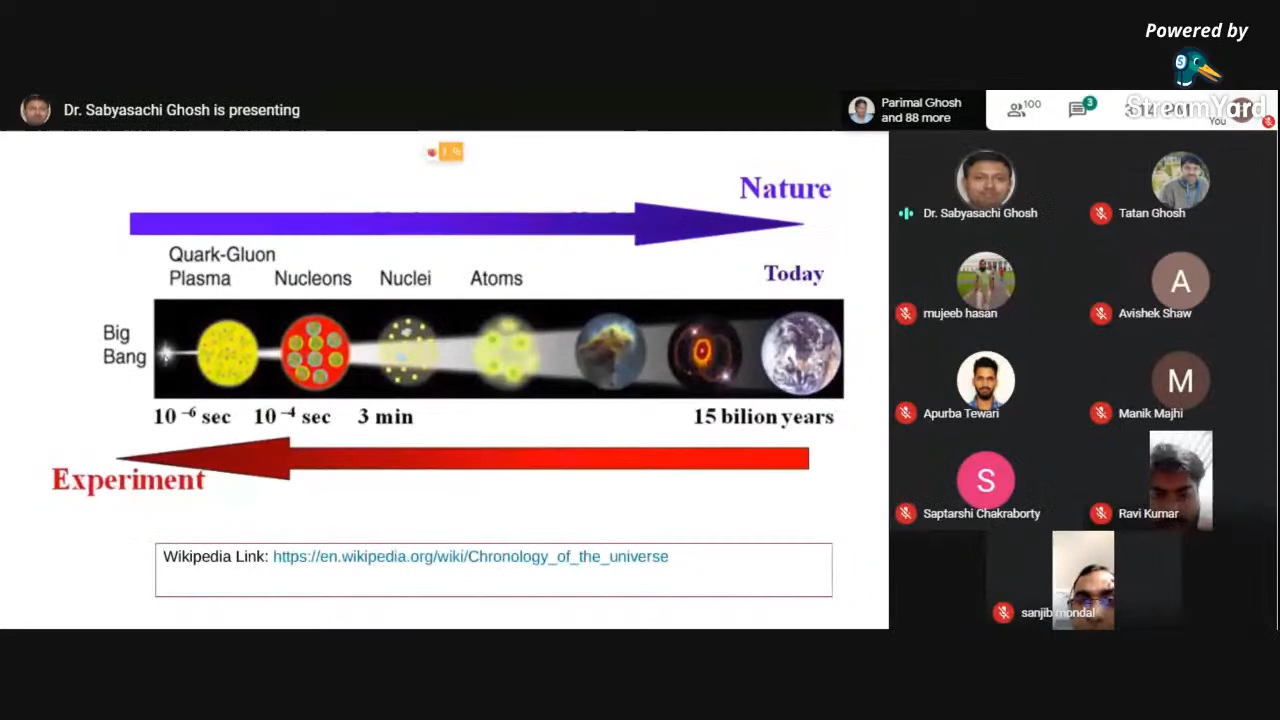 Powered by
Dr. Sabyasachi Ghosh is presenting
Parimal Ghosh
and 88 more
100
3
StreamYard
You
Nature
Quark-Gluon
Plasma
Nucleons
Nuclei
Atoms
Today
Big
Bang
10 –6 sec
10 –4 sec
3 min
15 bilion years
Experiment
Wikipedia Link: https://en.wikipedia.org/wiki/Chronology_of_the_universe
Dr. Sabyasachi Ghosh
Tatan Ghosh
mujeeb hasan
A
Avishek Shaw
Apurba Tewari
M
Manik Majhi
S
Saptarshi Chakraborty
Ravi Kumar
sanjib mondal